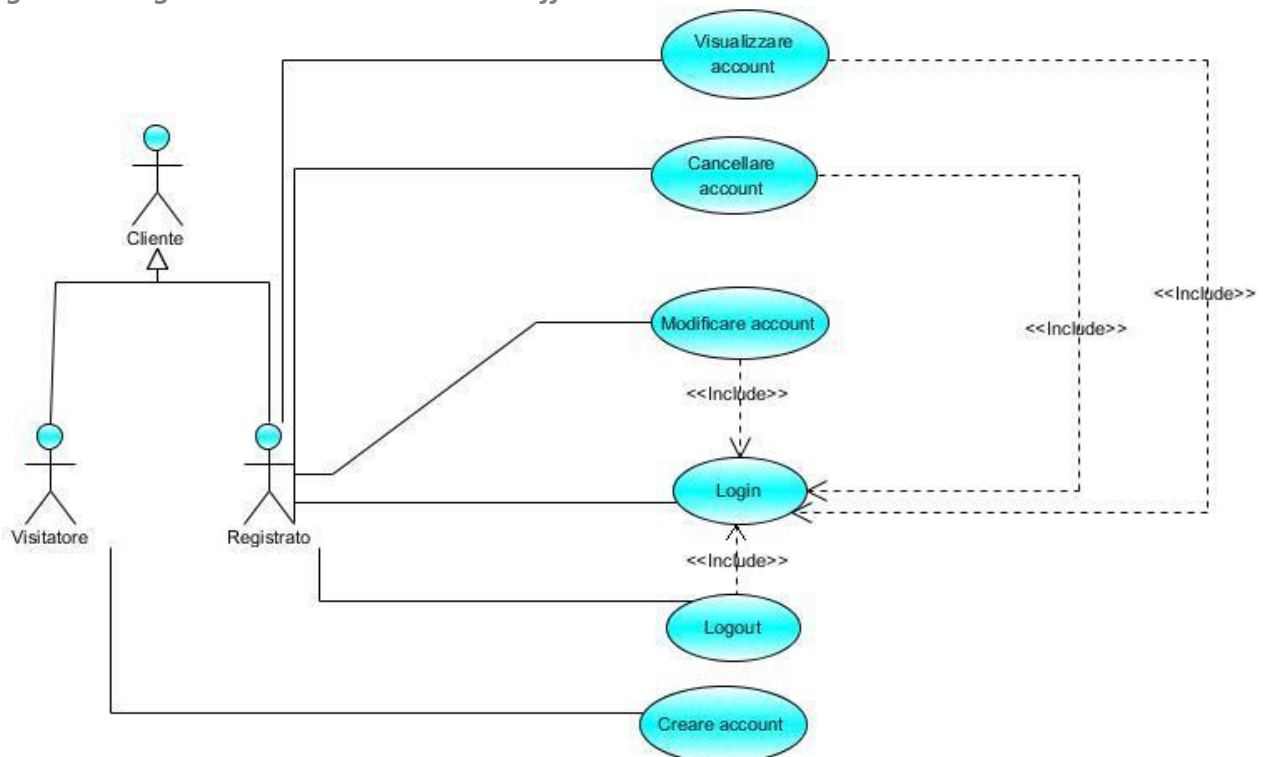 Visualizzare
account
Cancellare
account
Cliente
<<Include>>
<<Include>>
Modificare account
<<Include>>
Login
Visitatore
Registrato
<<Include>>
Logout
Creare account